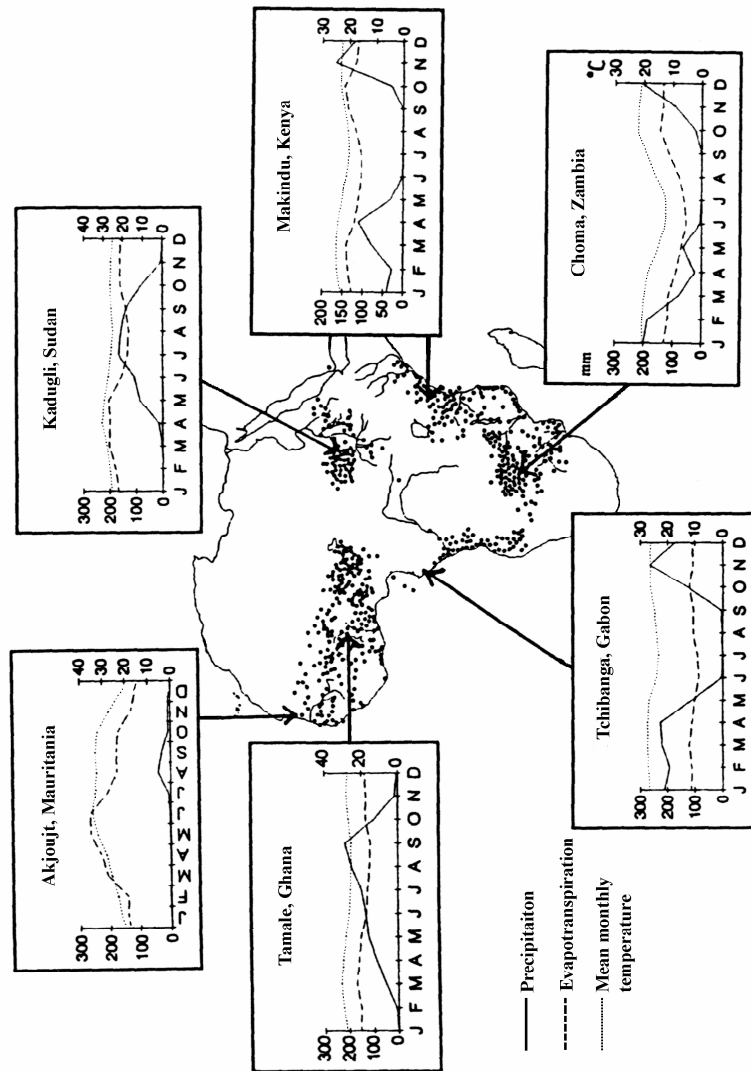 Akjoujt, Mauritania
300 40
30
200
20
100
10
0 0
J F M A M J J A S O N D
Kadugli, Sudan
300 40
30
200
20
100
10
0 0
J F M A M J J A S O N D
Tamale, Ghana
300 40
200
20
100
0 0
J F M A M J J A S O N D
Makindu, Kenya
200 30
150 20
100
50 10
0 0
J F M A M J J A S O N D
Precipitaiton
Evapotranspiration
Mean monthly
temperature
Tchibanga, Gabon
300 30
200 20
100 10
0 0
J F M A M J J A S O N D
Choma, Zambia
mm °C
300 30
200 20
100 10
0 0
J F M A M J J A S O N D